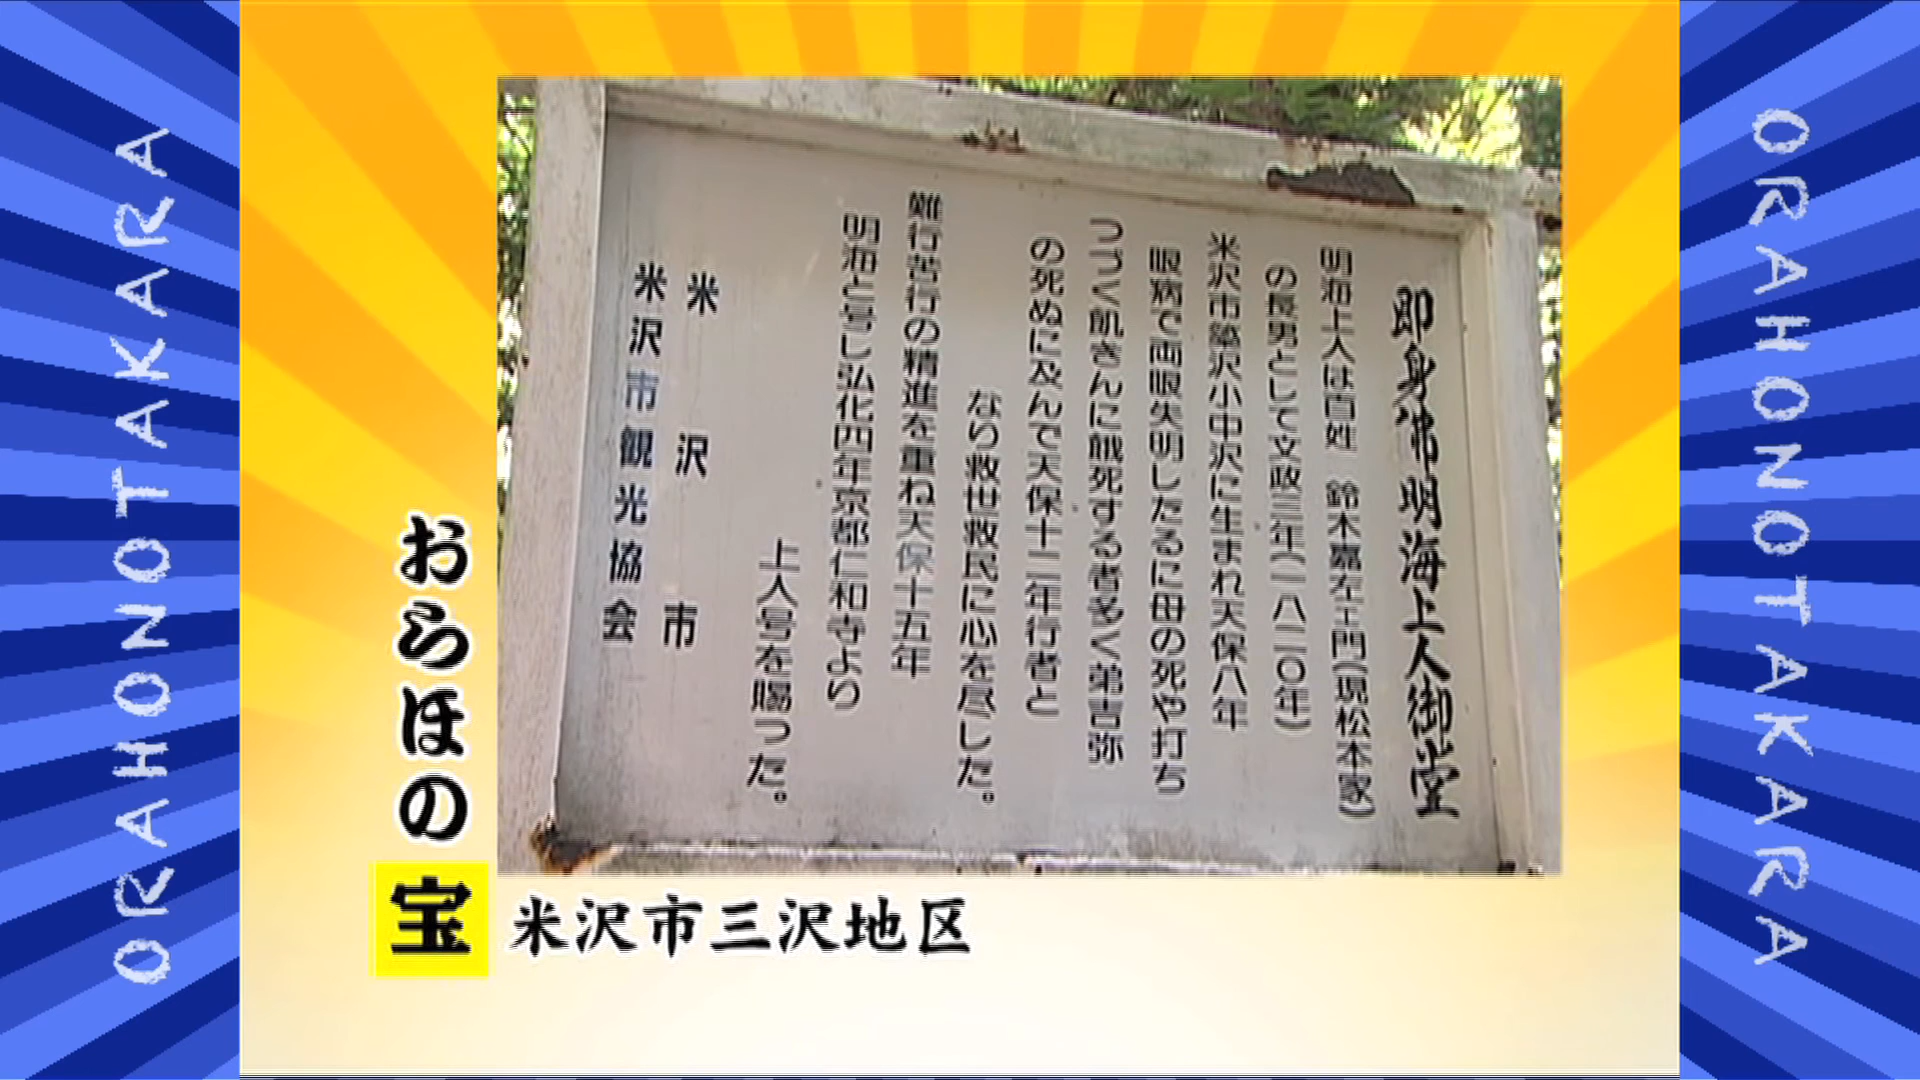 ORAHONOTAKARA
即身佛明海上人御堂
明海上人は百姓 鈴木嘉左エ門(現松本家)
の長男として文政三年(一八二〇年)
米沢市簗沢小中沢に生まれ天保八年
眼病で両眼失明したるに母の死や打ち
つづく飢きんに餓死する者多く弟吉弥
の死ぬに及んで天保十二年行者と
なり救世救民に心を尽した。
難行苦行の精進を重ね天保十五年
明海と号し弘化四年京都仁和寺より
上人号を賜った。
米沢市
米沢市観光協会
おらほの宝
米沢市三沢地区
ORAHONOTAKARA